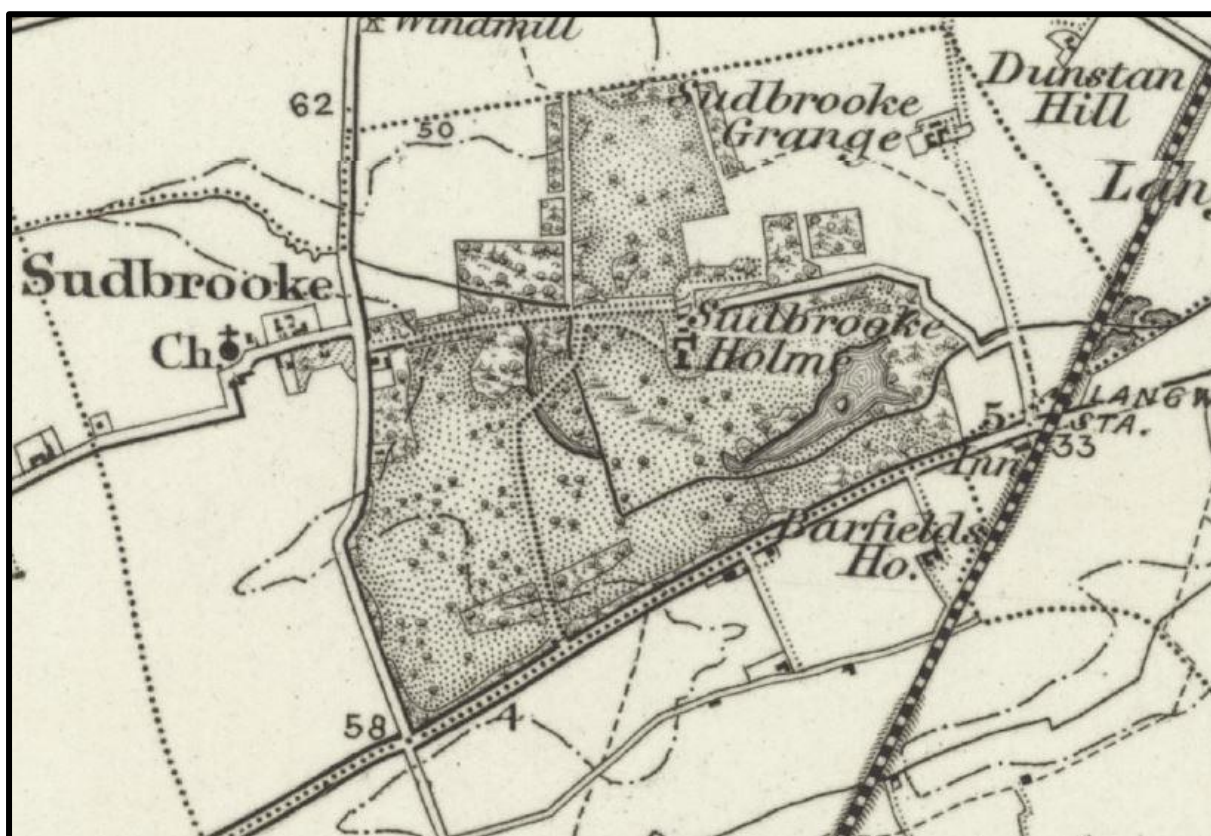 Windmill
Dunstan
Hill
62
Sudbrooke
Grange
50
Lang
Sudbrooke
Ch
Sudbrooke
Holme
LANGW
STA.
5
33
Inn
Barfields
Ho.
58
4